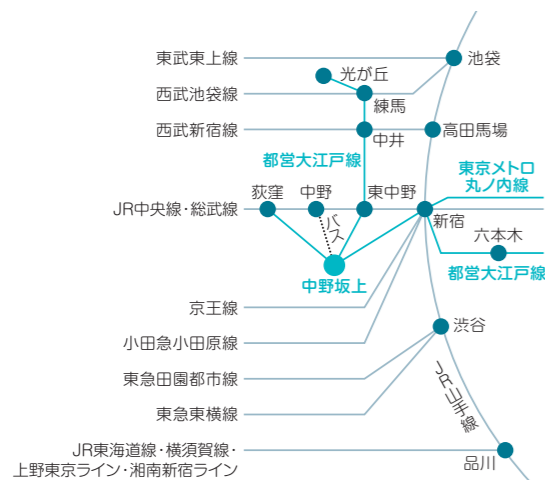 東武東上線
池袋
光が丘
西武池袋線
練馬
西武新宿線
中井
高田馬場
都営大江戸線
東京メトロ
丸ノ内線
荻窪
中野
東中野
JR中央線・総武線
バス
新宿
六本木
都営大江戸線
中野坂上
京王線
小田急小田原線
渋谷
東急田園都市線
JR山手線
東急東横線
JR東海道線・横須賀線・
上野東京ライン・湘南新宿ライン
品川